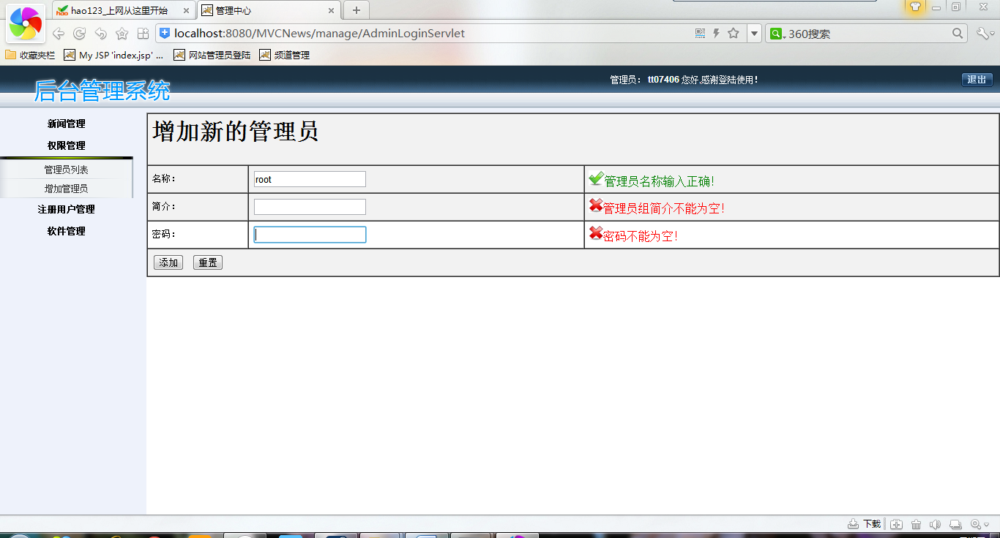 hao123_上网从这里开始
管理中心
localhost:8080/MVCNews/manage/AdminLoginServlet
360搜索
收藏夹栏
My JSP 'index.jsp' ...
网站管理员登陆
频道管理
后台管理系统
管理员： tt07406 您好,感谢登陆使用！
退出
新闻管理
权限管理
管理员列表
增加管理员
注册用户管理
软件管理
增加新的管理员
名称：
root
管理员名称输入正确！
简介：
管理员组简介不能为空！
密码：
密码不能为空！
添加
重置
下载